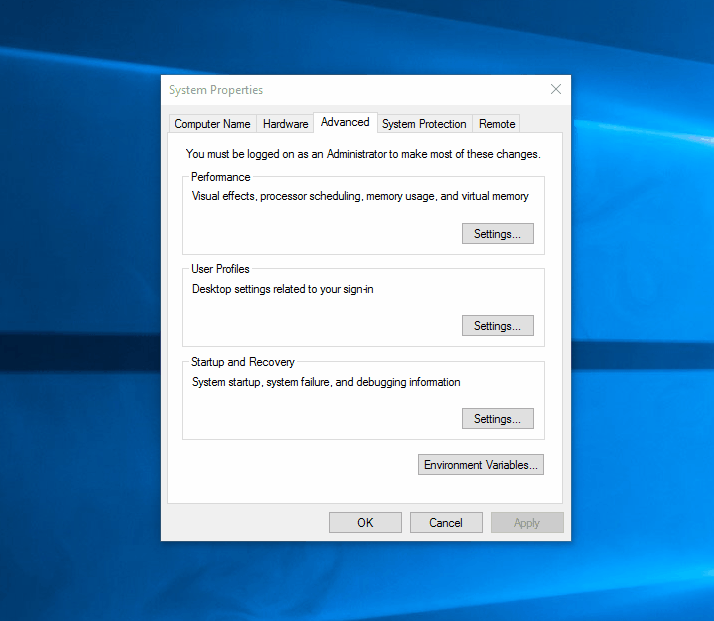 System Properties
Computer Name Hardware Advanced System Protection Remote
You must be logged on as an Administrator to make most of these changes.
Performance
Visual effects, processor scheduling, memory usage, and virtual memory
Settings...
User Profiles
Desktop settings related to your sign-in
Settings...
Startup and Recovery
System startup, system failure, and debugging information
Settings...
Environment Variables...
OK Cancel Apply